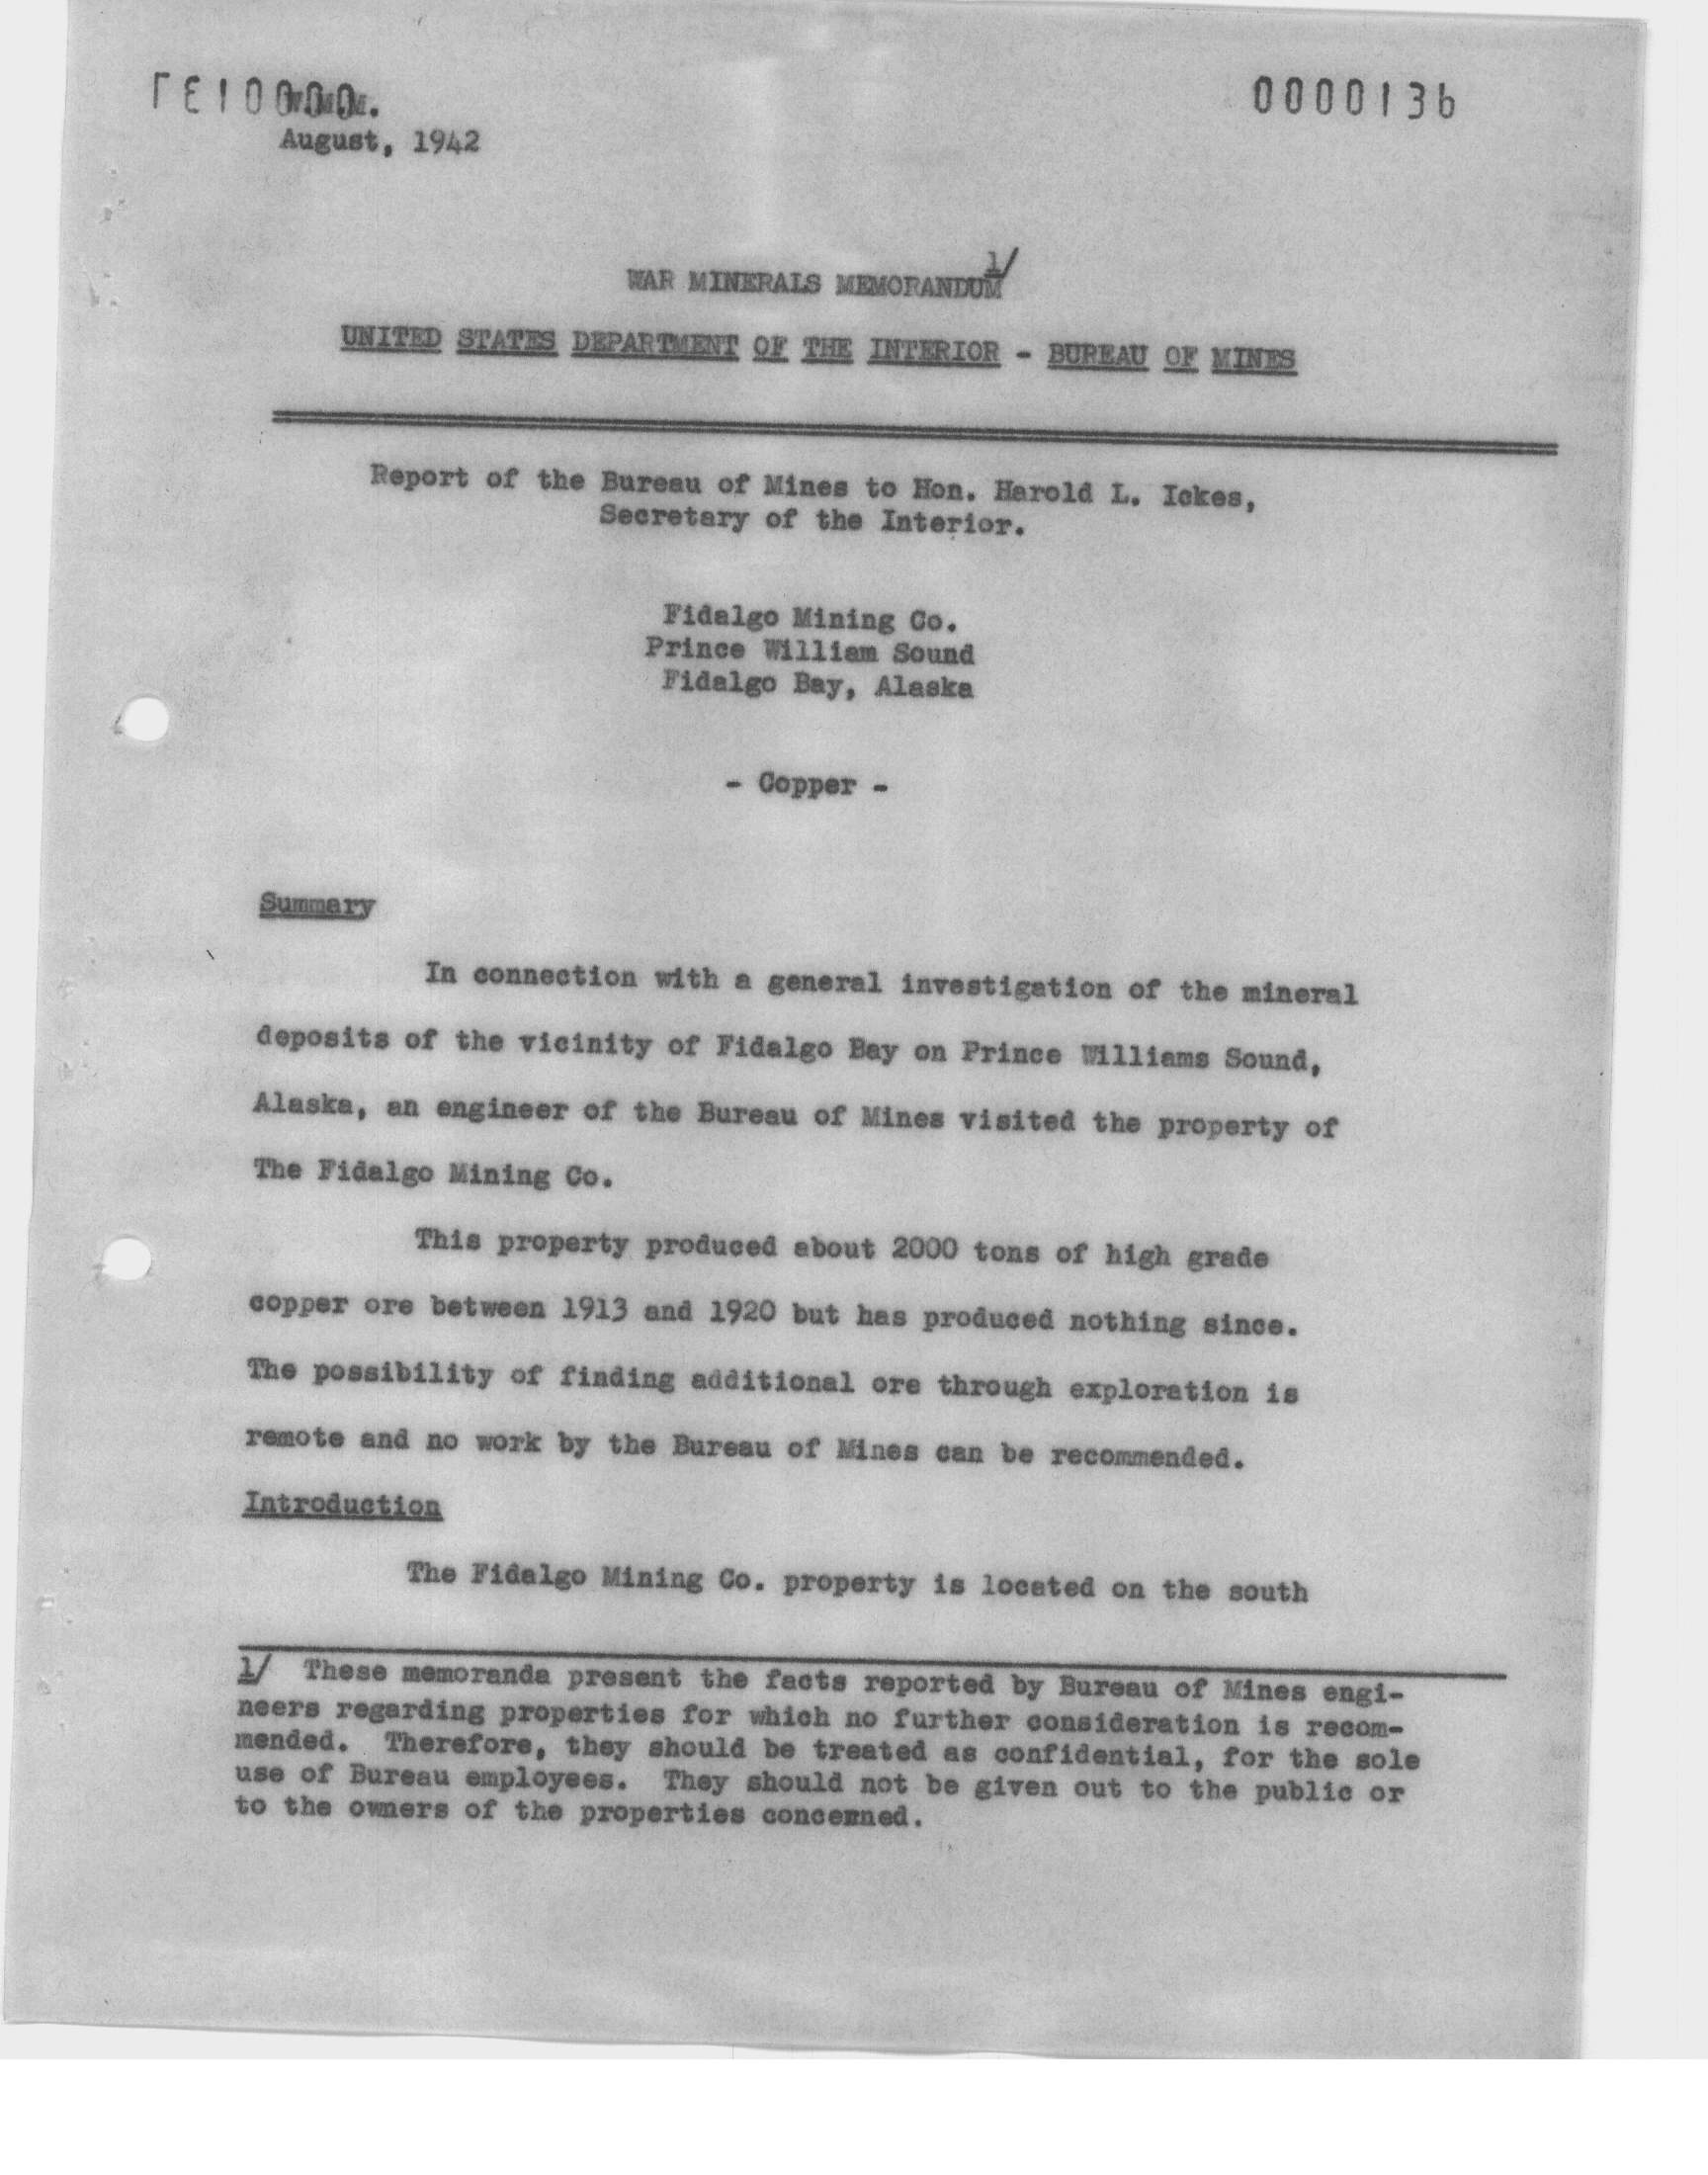 0000136
August, 1942
1/
WAR MINERALS MEMORANDUM
UNITED STATES DEPARTMENT OF THE INTERIOR - BUREAU OF MINES
Report of the Bureau of Mines to Hon. Harold L. Ickes,
Secretary of the Interior.
Fidalgo Mining Co.
Prince William Sound
Fidalgo Bay, Alaska
- Copper -
Summary
In connection with a general investigation of the mineral
deposits of the vicinity of Fidalgo Bay on Prince Williams Sound,
Alaska, an engineer of the Bureau of Mines visited the property of
The Fidalgo Mining Co.
This property produced about 2000 tons of high grade
copper ore between 1913 and 1920 but has produced nothing since.
The possibility of finding additional ore through exploration is
remote and no work by the Bureau of Mines can be recommended.
Introduction
The Fidalgo Mining Co. property is located on the south
1/ These memoranda present the facts reported by Bureau of Mines engi-
neers regarding properties for which no further consideration is recom-
mended. Therefore, they should be treated as confidential, for the sole
use of Bureau employees. They should not be given out to the public or
to the owners of the properties concerned.